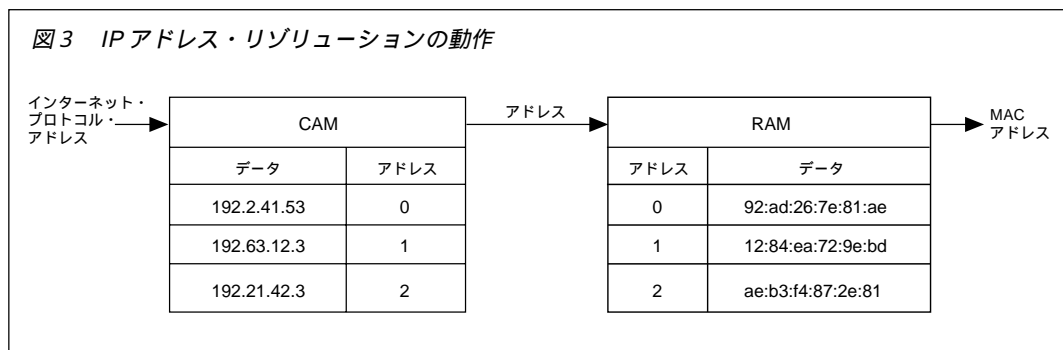 図3 IP アドレス・リゾリューションの動作
インターネット・
プロトコル・
アドレス
CAM
アドレス
RAM
MAC
アドレス
データ アドレス
192.2.41.53 0
192.63.12.3 1
192.21.42.3 2
アドレス データ
0 92:ad:26:7e:81:ae
1 12:84:ea:72:9e:bd
2 ae:b3:f4:87:2e:81